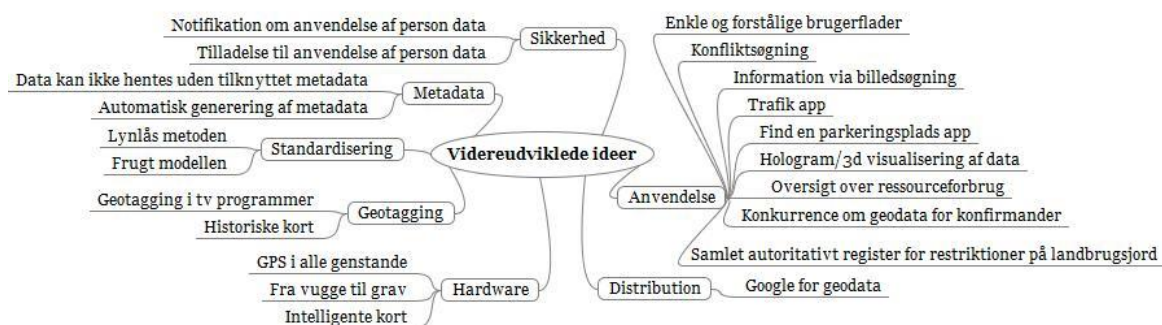 Videreudviklede ideer
Sikkerhed
Notifikation om anvendelse af person data
Tilladelse til anvendelse af person data
Metadata
Data kan ikke hentes uden tilknyttet metadata
Automatisk generering af metadata
Standardisering
Lynlås metoden
Frugt modellen
Geotagging
Geotagging i tv programmer
Historiske kort
Hardware
GPS i alle genstande
Fra vugge til grav
Intelligente kort
Anvendelse
Enkle og forstålige brugerflader
Konfliktsøgning
Information via billedsøgning
Trafik app
Find en parkeringsplads app
Hologram/3d visualisering af data
Oversigt over ressourceforbrug
Konkurrence om geodata for konfirmander
Samlet autoritativt register for restriktioner på landbrugsjord
Distribution
Google for geodata